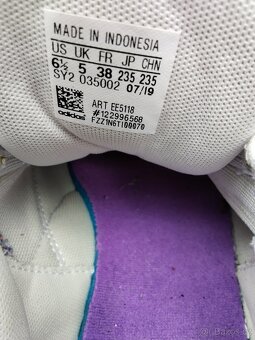 MADE IN INDONESIA
US UK FR JP CHN
6½ 5 38 235 235
SY2 035002 07/19
ART EE5118
#122996568
FZZ1N6TI00070
adidas